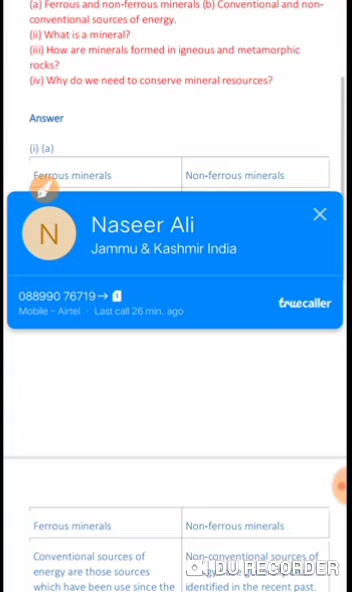 (a) Ferrous and non-ferrous minerals (b) Conventional and non-
conventional sources of energy.
(ii) What is a mineral?
(iii) How are minerals formed in igneous and metamorphic
rocks?
(iv) Why do we need to conserve mineral resources?
Answer
(i) (a)
Ferrous minerals Non-ferrous minerals
N
Naseer Ali
Jammu & Kashmir India
088990 76719→ 1
Mobile - Airtel · Last call 26 min. ago
truecaller
Ferrous minerals Non-ferrous minerals
Conventional sources of Non-conventional sources of
energy are those sources
which have been use since the identified in the recent past.
DU RECORDER